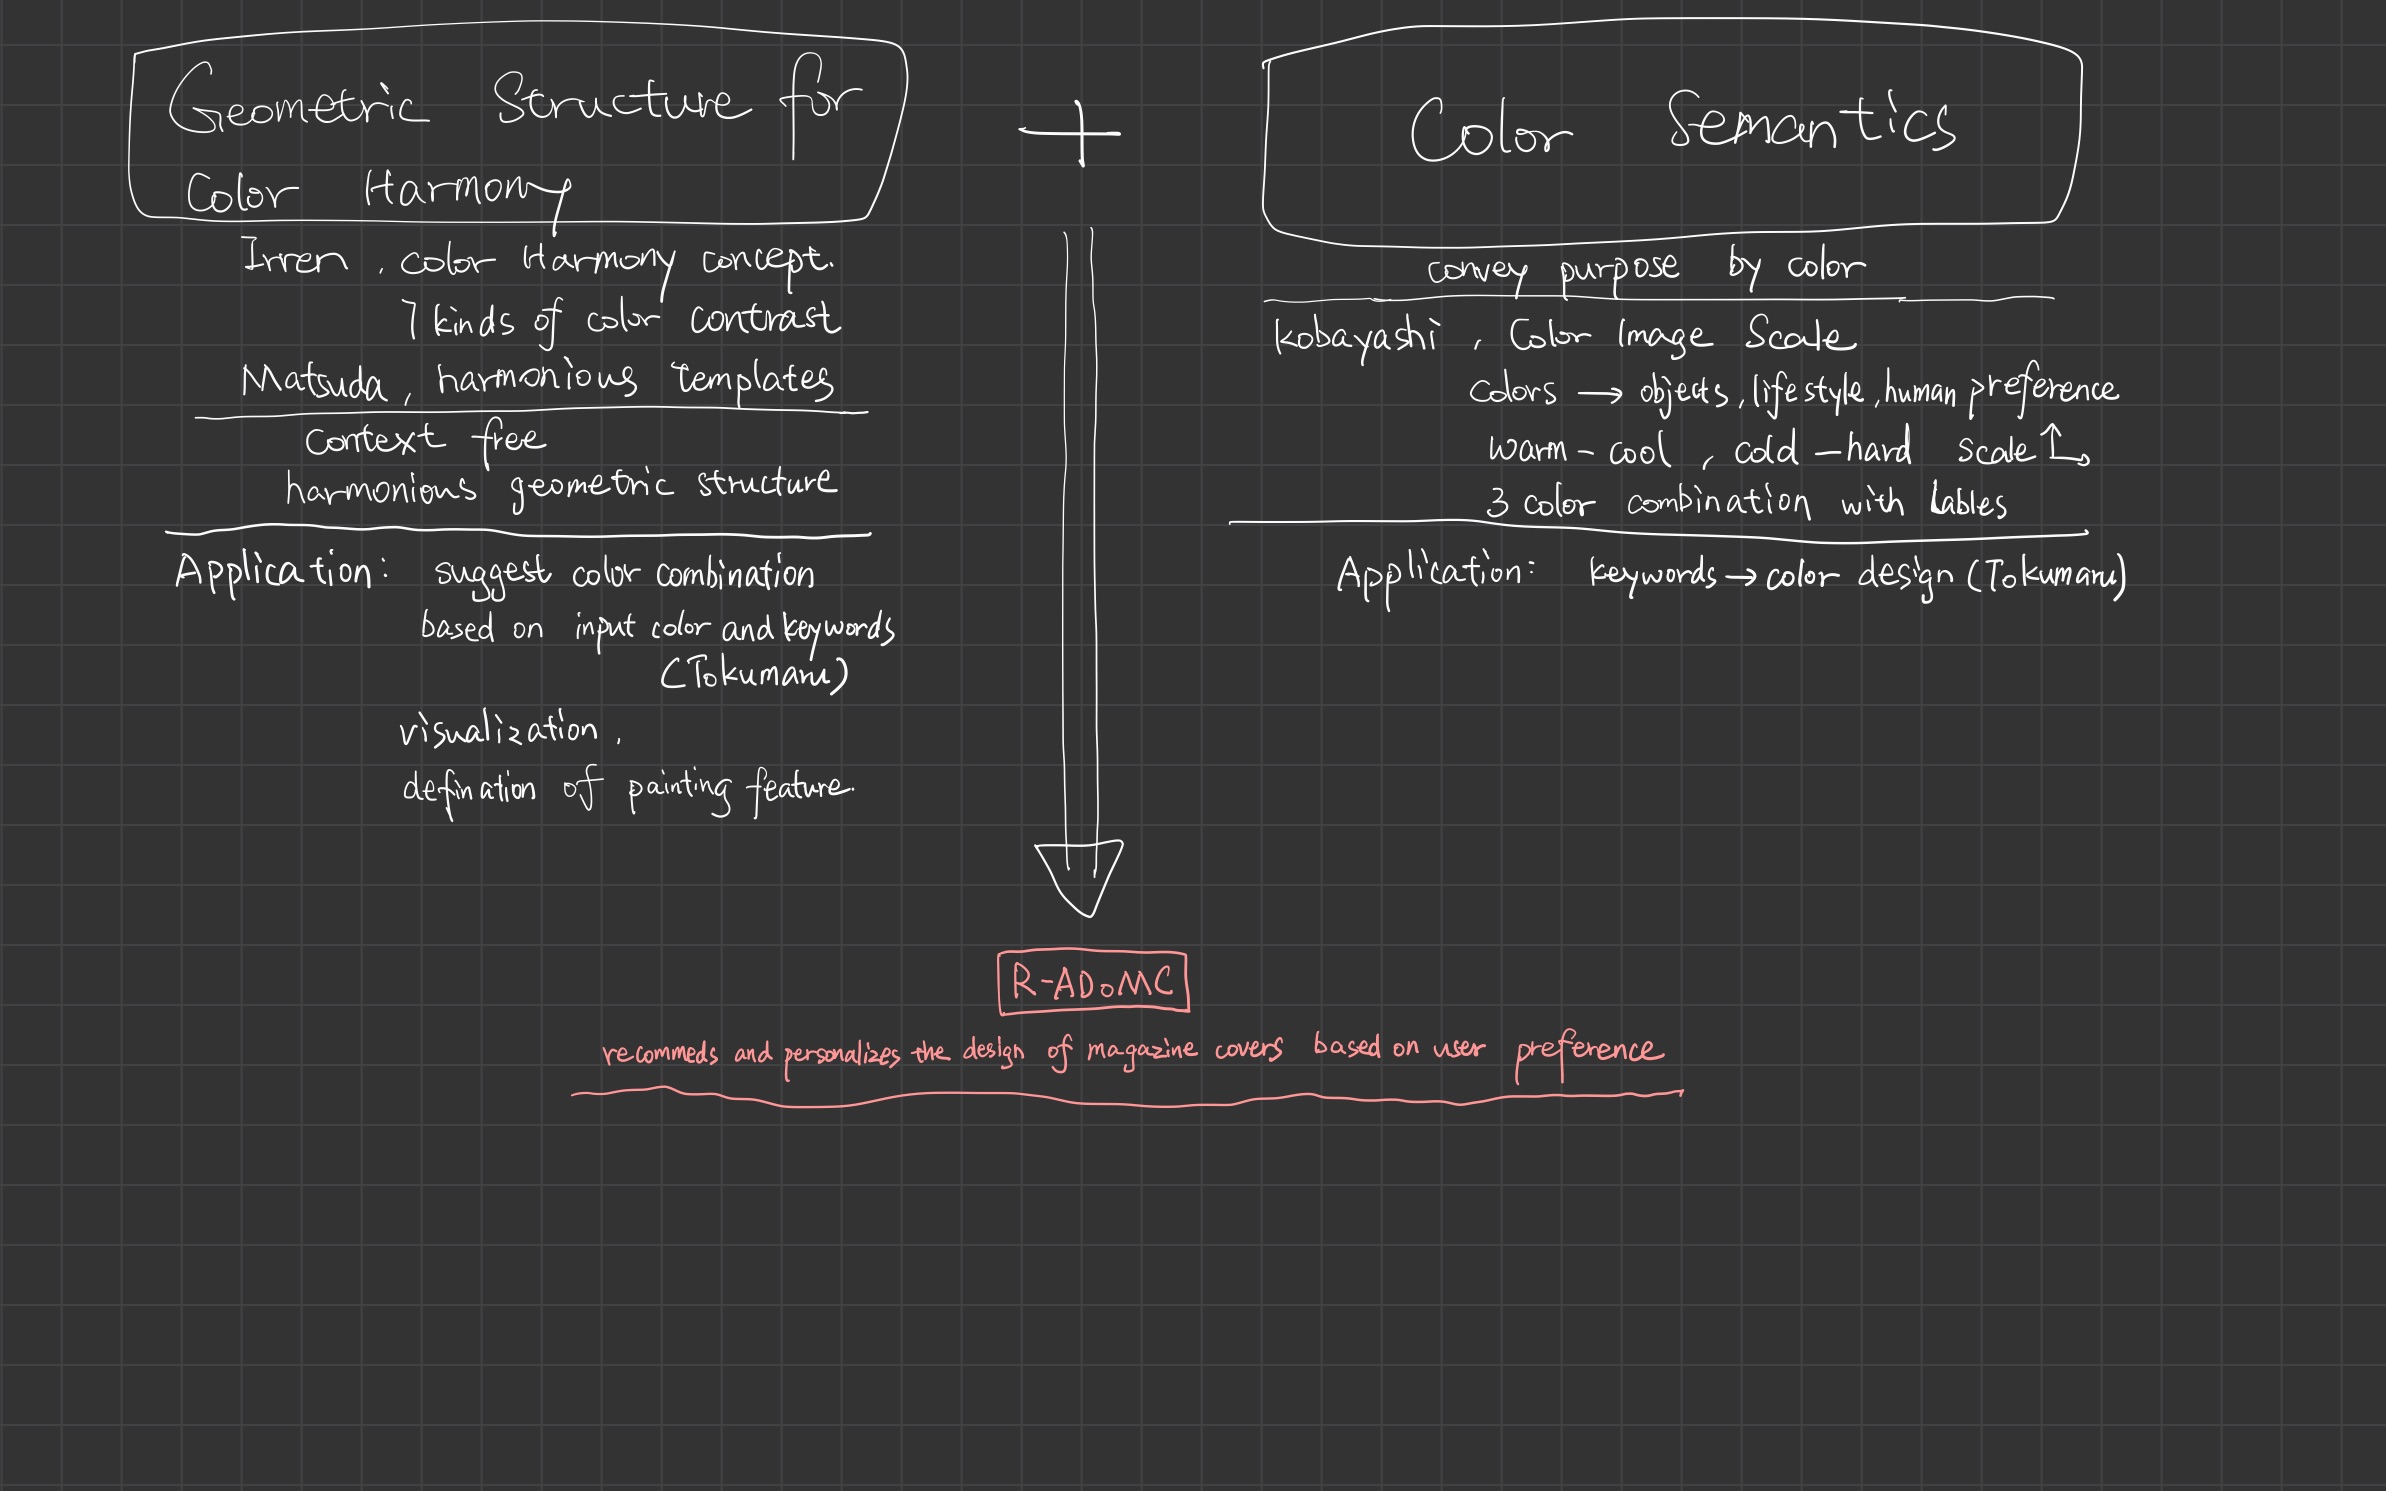 Geometric Structure for
Color Harmony
Irren, color Harmony concept.
7 kinds of color contrast
Matsuda, harmonious templates
Context free
harmonious geometric structure
Application: suggest color combination
based on input color and keywords
(Tokumaru)
visualization,
defination of painting feature.
+
Color Semantics
convey purpose by color
Kobayashi, Color Image Scale
Colors → objects, lifestyle, human preference
warm-cool, cold-hard scale
3 color combination with Lables
Application: keywords → color design (Tokumaru)
R-ADoMC
recommeds and personalizes the design of magazine covers based on user preference